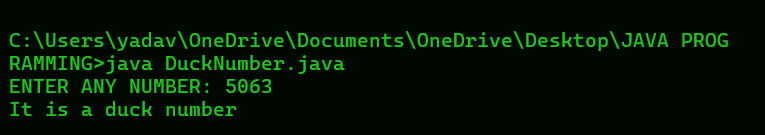 C:\Users\yadav\OneDrive\Documents\OneDrive\Desktop\JAVA PROG
RAMMING>java DuckNumber.java
ENTER ANY NUMBER: 5063
It is a duck number